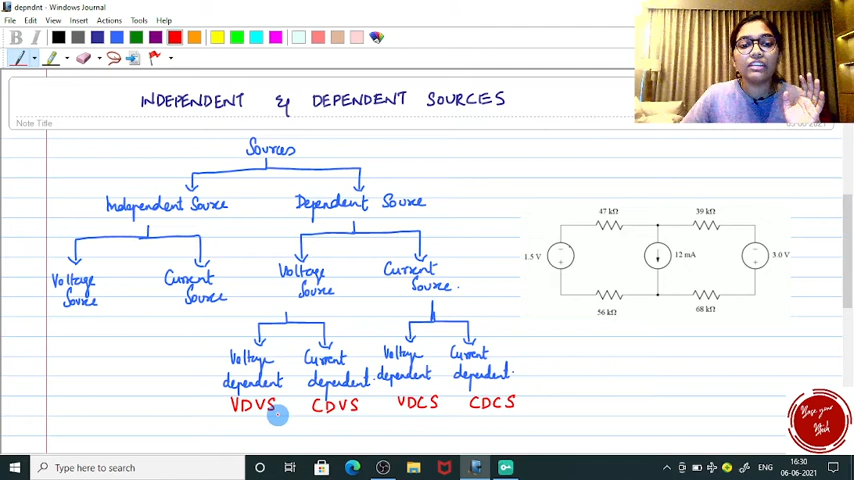 depndnt - Windows Journal
File Edit View Insert Actions Tools Help
B
INDEPENDENT & DEPENDENT SOURCES
Note Title
Sources
Independent Source Dependent Source
Voltage Source
Current Source
Voltage Source
Current Source.
Voltage dependent
Current dependent.
Voltage dependent
Current dependent.
VDVS CDVS VDCS CDCS
47 kΩ 39 kΩ
1.5 V 12 mA 3.0 V
56 kΩ 68 kΩ
Base your Stack
Type here to search
ENG
16:30
06-06-2021